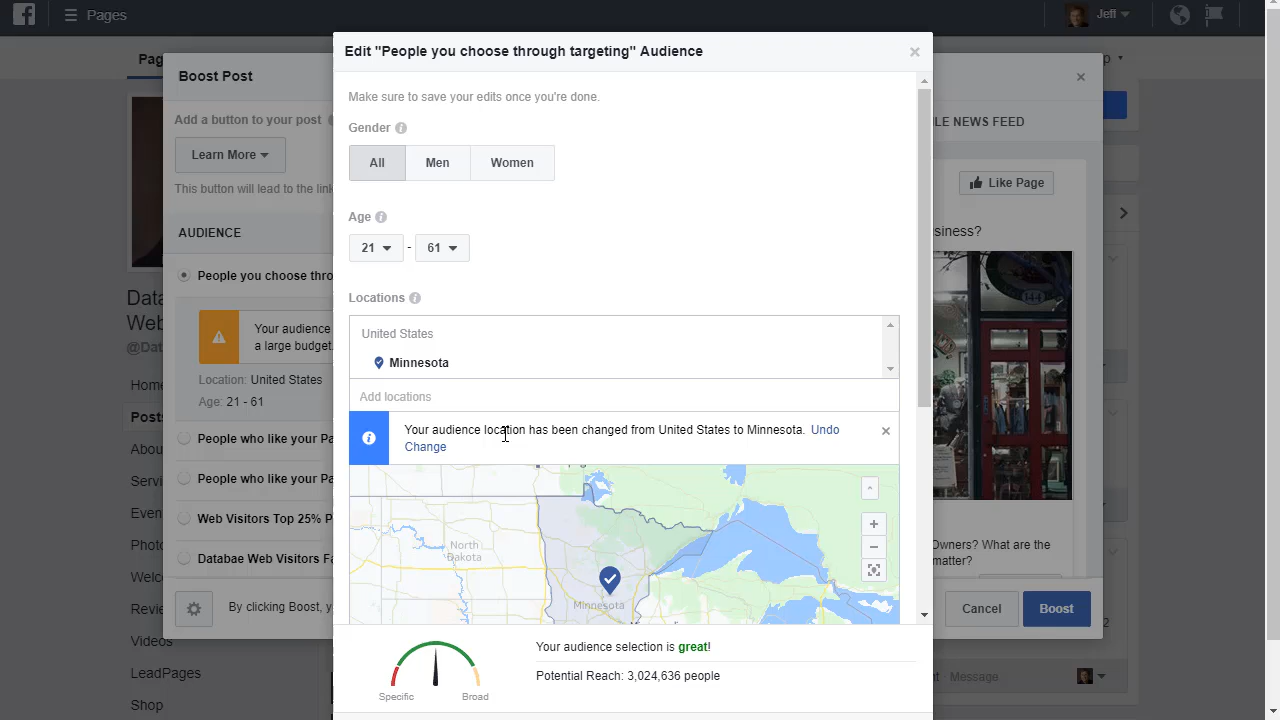 Pages
Jeff
Edit "People you choose through targeting" Audience
Make sure to save your edits once you're done.
Gender
All
Men
Women
Age
21 - 61
Locations
United States
Minnesota
Add locations
Your audience location has been changed from United States to Minnesota. Undo
Change
North
Dakota
Minnesota
Specific
Broad
Your audience selection is great!
Potential Reach: 3,024,636 people
Boost Post
Add a button to your post
Learn More
This button will lead to the link
AUDIENCE
People you choose thro
Your audience
a large budget.
Location: United States
Age: 21 - 61
People who like your Pa
People who like your Pa
Web Visitors Top 25% P
Databae Web Visitors Fa
By clicking Boost, y
Cancel
Boost
LE NEWS FEED
Like Page
siness?
144
Owners? What are the
matter?
Pag
Data
Web
@Dat
Home
Posts
Abou
Servi
Even
Photo
Welc
Revie
Videos
LeadPages
Shop
Message